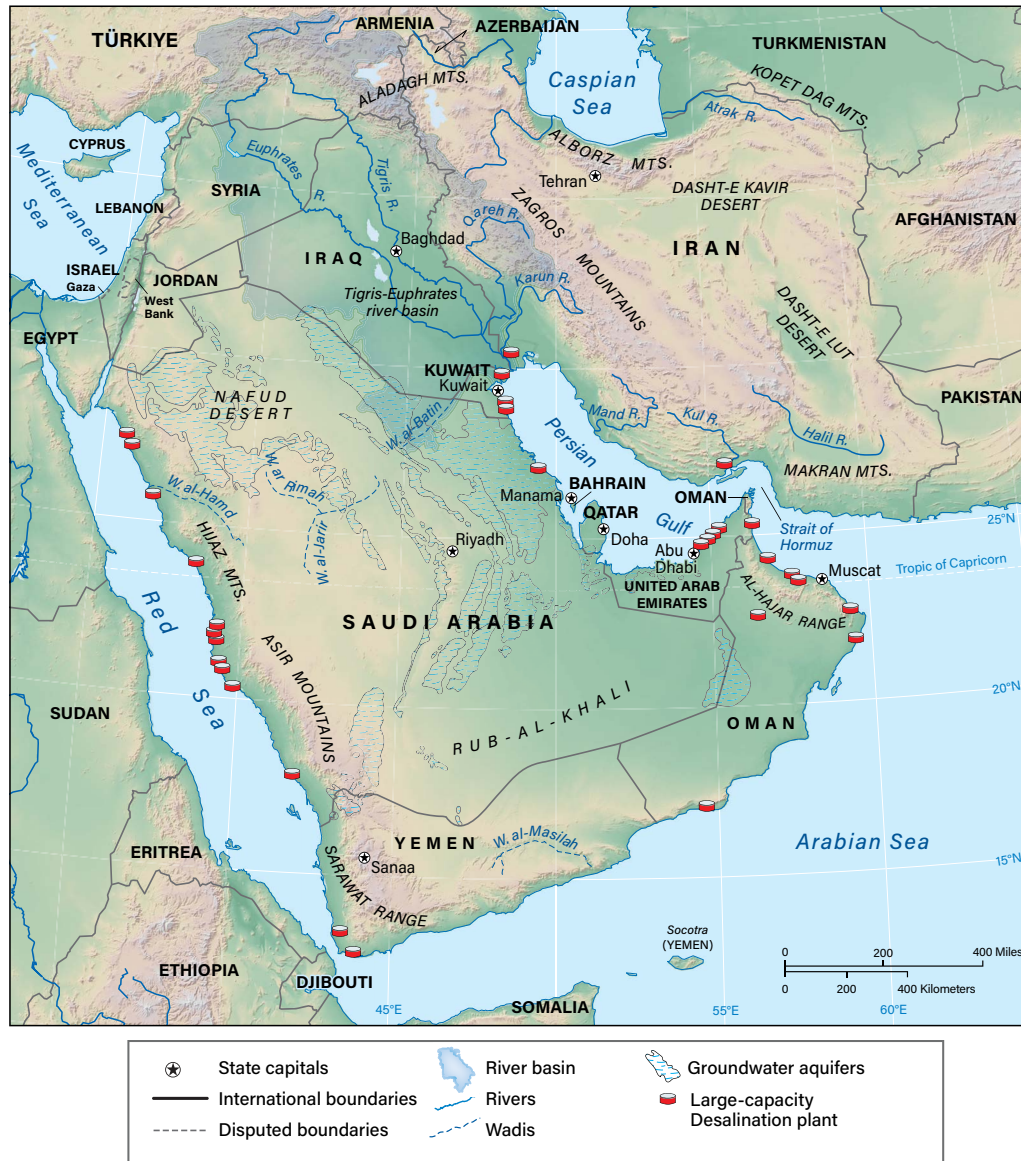 TÜRKIYE
ARMENIA
AZERBAIJAN
TURKMENISTAN
Caspian
Sea
ALADAGH MTS.
KOPET DAG MTS.
Atrak R.
CYPRUS
Mediterranean
Sea
Euphrates
R.
Tigris R.
ALBORZ
MTS.
Tehran
DASHT-E KAVIR
DESERT
SYRIA
LEBANON
ZAGROS
MOUNTAINS
Qareh R.
AFGHANISTAN
Baghdad
IRAN
IRAQ
ISRAEL
Gaza
JORDAN
West
Bank
Tigris-Euphrates
river basin
Karun R.
DASHT-E LUT
DESERT
EGYPT
KUWAIT
Kuwait
NAFUD
DESERT
W. al-Batin
PAKISTAN
Persian
Gulf
Mand R.
Kul R.
Halil R.
W. ar Rimah
MAKRAN MTS.
W. al-Hamd
Manama
BAHRAIN
OMAN
QATAR
Doha
Strait of
Hormuz
25°N
HIJAZ MTS.
W. al-Jarir
Riyadh
Abu
Dhabi
Muscat
Tropic of Capricorn
UNITED ARAB
EMIRATES
AL-HAJAR RANGE
Red
Sea
SAUDI ARABIA
ASIR MOUNTAINS
20°N
SUDAN
RUB-AL-KHALI
OMAN
YEMEN
W. al-Masilah
Arabian Sea
ERITREA
Sanaa
15°N
SARAWAT RANGE
Socotra
(YEMEN)
0 200 400 Miles
0 200 400 Kilometers
ETHIOPIA
DJIBOUTI
SOMALIA
45°E
55°E
60°E
State capitals
International boundaries
Disputed boundaries
River basin
Rivers
Wadis
Groundwater aquifers
Large-capacity
Desalination plant